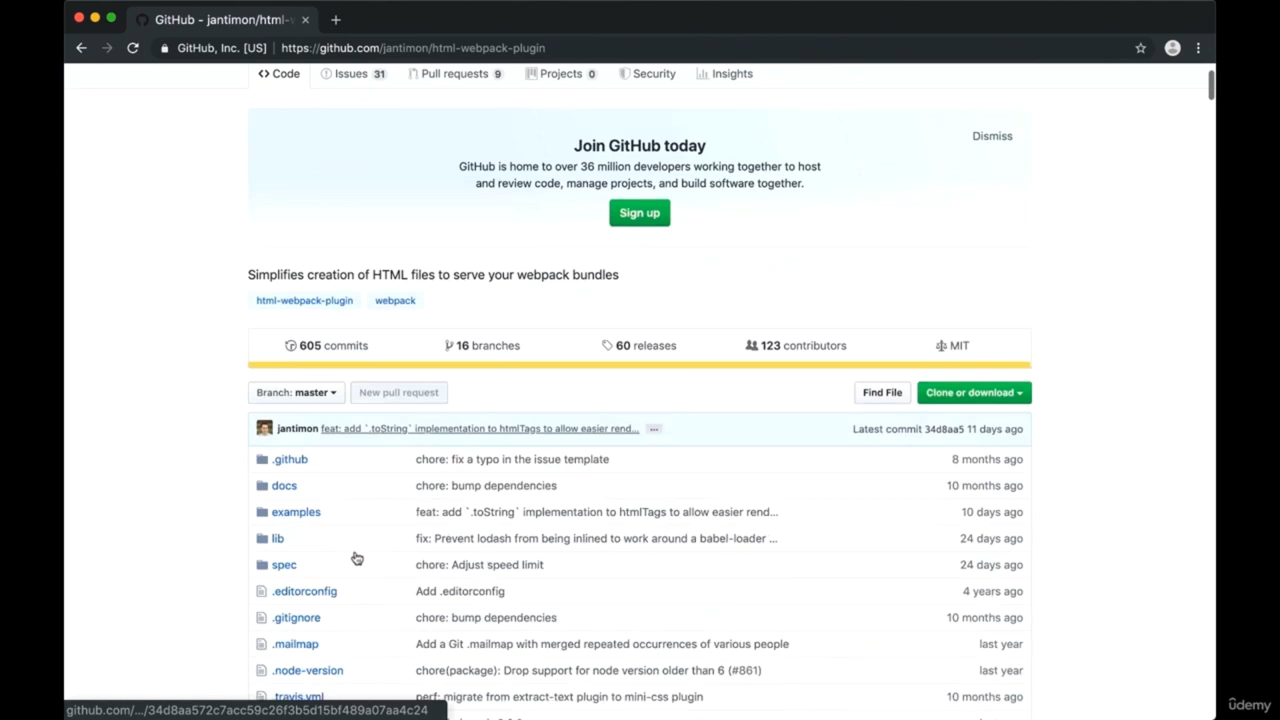 GitHub - jantimon/html-w
GitHub, Inc. [US] https://github.com/jantimon/html-webpack-plugin
Code Issues 31 Pull requests 9 Projects 0 Security Insights
Join GitHub today
Dismiss
GitHub is home to over 36 million developers working together to host
and review code, manage projects, and build software together.
Sign up
Simplifies creation of HTML files to serve your webpack bundles
html-webpack-plugin webpack
605 commits 16 branches 60 releases 123 contributors MIT
Branch: master New pull request Find File Clone or download
jantimon feat: add `.toString` implementation to htmlTags to allow easier rend... ... Latest commit 34d8aa5 11 days ago
.github chore: fix a typo in the issue template 8 months ago
docs chore: bump dependencies 10 months ago
examples feat: add `.toString` implementation to htmlTags to allow easier rend... 10 days ago
lib fix: Prevent lodash from being inlined to work around a babel-loader ... 24 days ago
spec chore: Adjust speed limit 24 days ago
.editorconfig Add .editorconfig 4 years ago
.gitignore chore: bump dependencies 10 months ago
.mailmap Add a Git .mailmap with merged repeated occurrences of various people last year
.node-version chore(package): Drop support for node version older than 6 (#861) last year
.travis.yml perf: migrate from extract-text plugin to mini-css plugin 10 months ago
github.com/.../34d8aa572c7acc59c26f3b5d15bf489a07aa4c24
ûdemy